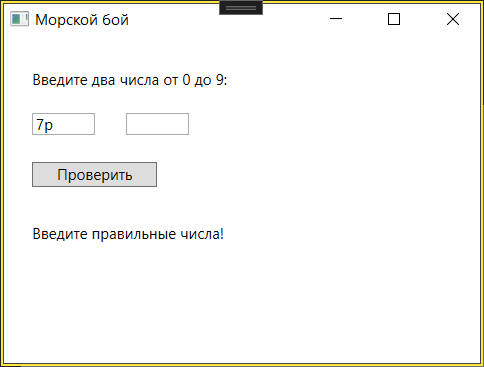 Морской бой
Введите два числа от 0 до 9:
7р
Проверить
Введите правильные числа!